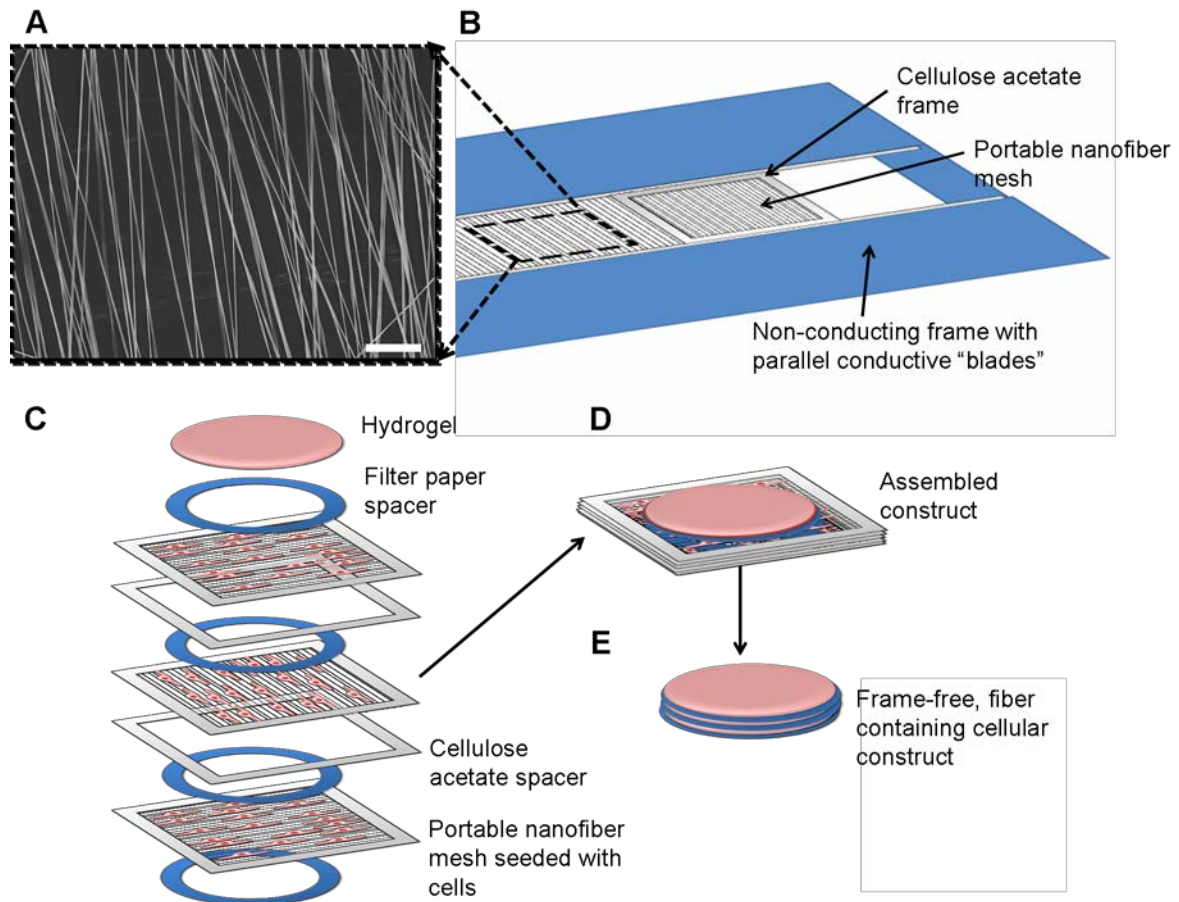 A
B
Cellulose acetate
frame
Portable nanofiber
mesh
Non-conducting frame with
parallel conductive “blades”
C
Hydrogel
Filter paper
spacer
Cellulose
acetate spacer
Portable nanofiber
mesh seeded with
cells
D
Assembled
construct
E
Frame-free, fiber
containing cellular
construct